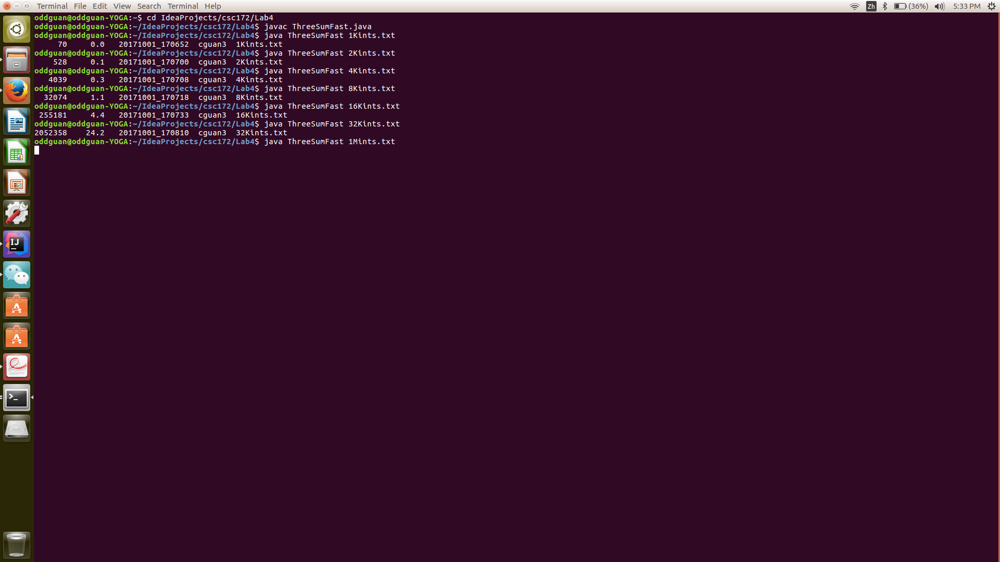 Terminal File Edit View Search Terminal Help Zh (36%) 5:33 PM
oddguan@oddguan-YOGA:~$ cd IdeaProjects/csc172/Lab4
oddguan@oddguan-YOGA:~/IdeaProjects/csc172/Lab4$ javac ThreeSumFast.java
oddguan@oddguan-YOGA:~/IdeaProjects/csc172/Lab4$ java ThreeSumFast 1Kints.txt
     70     0.0   20171001_170652  cguan3  1Kints.txt
oddguan@oddguan-YOGA:~/IdeaProjects/csc172/Lab4$ java ThreeSumFast 2Kints.txt
    528     0.1   20171001_170700  cguan3  2Kints.txt
oddguan@oddguan-YOGA:~/IdeaProjects/csc172/Lab4$ java ThreeSumFast 4Kints.txt
   4039     0.3   20171001_170708  cguan3  4Kints.txt
oddguan@oddguan-YOGA:~/IdeaProjects/csc172/Lab4$ java ThreeSumFast 8Kints.txt
  32074     1.1   20171001_170718  cguan3  8Kints.txt
oddguan@oddguan-YOGA:~/IdeaProjects/csc172/Lab4$ java ThreeSumFast 16Kints.txt
 255181     4.4   20171001_170733  cguan3  16Kints.txt
oddguan@oddguan-YOGA:~/IdeaProjects/csc172/Lab4$ java ThreeSumFast 32Kints.txt
2052358    24.2   20171001_170810  cguan3  32Kints.txt
oddguan@oddguan-YOGA:~/IdeaProjects/csc172/Lab4$ java ThreeSumFast 1Mints.txt
IJ